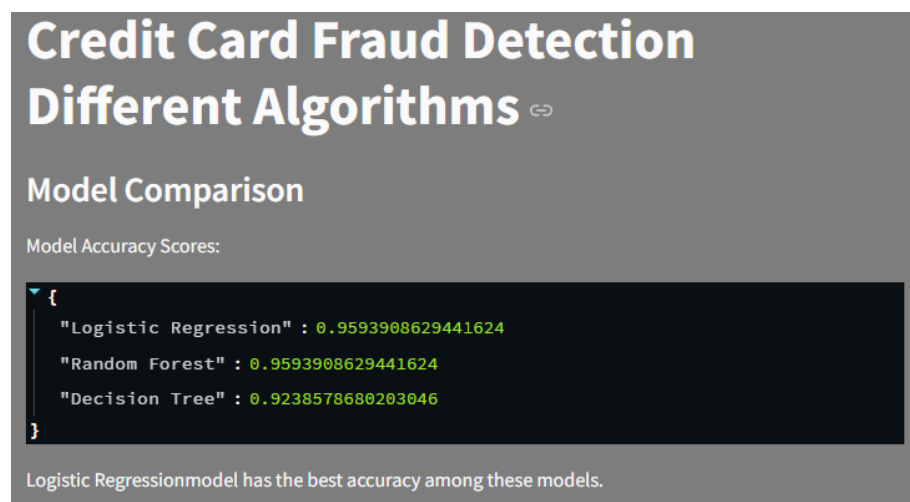 Credit Card Fraud Detection
Different Algorithms
Model Comparison
Model Accuracy Scores:
{
"Logistic Regression" : 0.9593908629441624
"Random Forest" : 0.9593908629441624
"Decision Tree" : 0.9238578680203046
}
Logistic Regressionmodel has the best accuracy among these models.